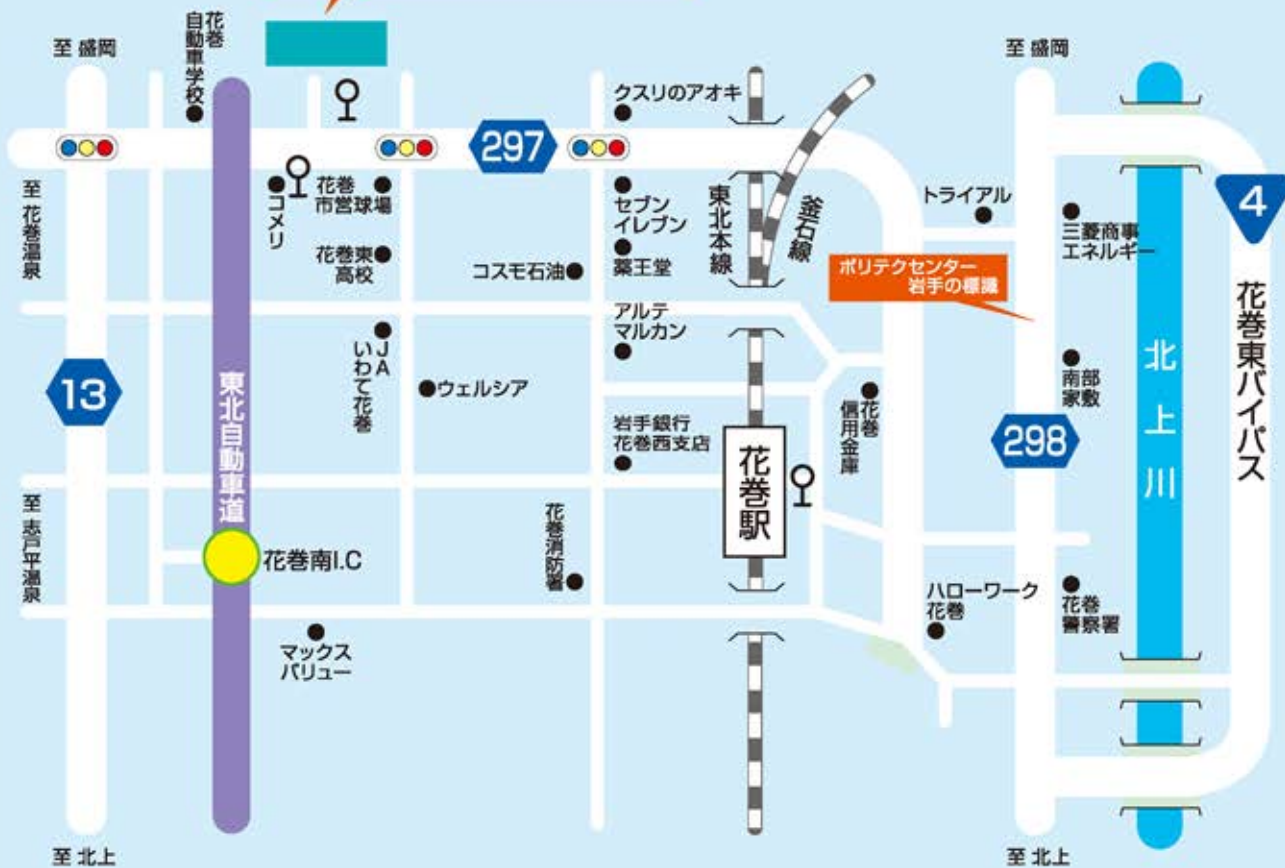 至 盛岡
花巻
自動車学校
297
クスリのアオキ
至 盛岡
至 花巻温泉
コメリ
花巻
市営球場
花巻東
高校
コスモ石油
セブン
イレブン
薬王堂
東北本線
釜石線
トライアル
三菱商事
エネルギー
4
花巻東バイパス
ポリテクセンター
岩手の標識
アルテ
マルカン
JA
いわて花巻
13
東北自動車道
ウェルシア
岩手銀行
花巻西支店
花巻駅
花巻
信用金庫
298
南部
家敷
北上川
至 志戸平温泉
花巻南I.C
花巻消防署
ハローワーク
花巻
花巻
警察署
マックス
バリュー
至 北上
至 北上